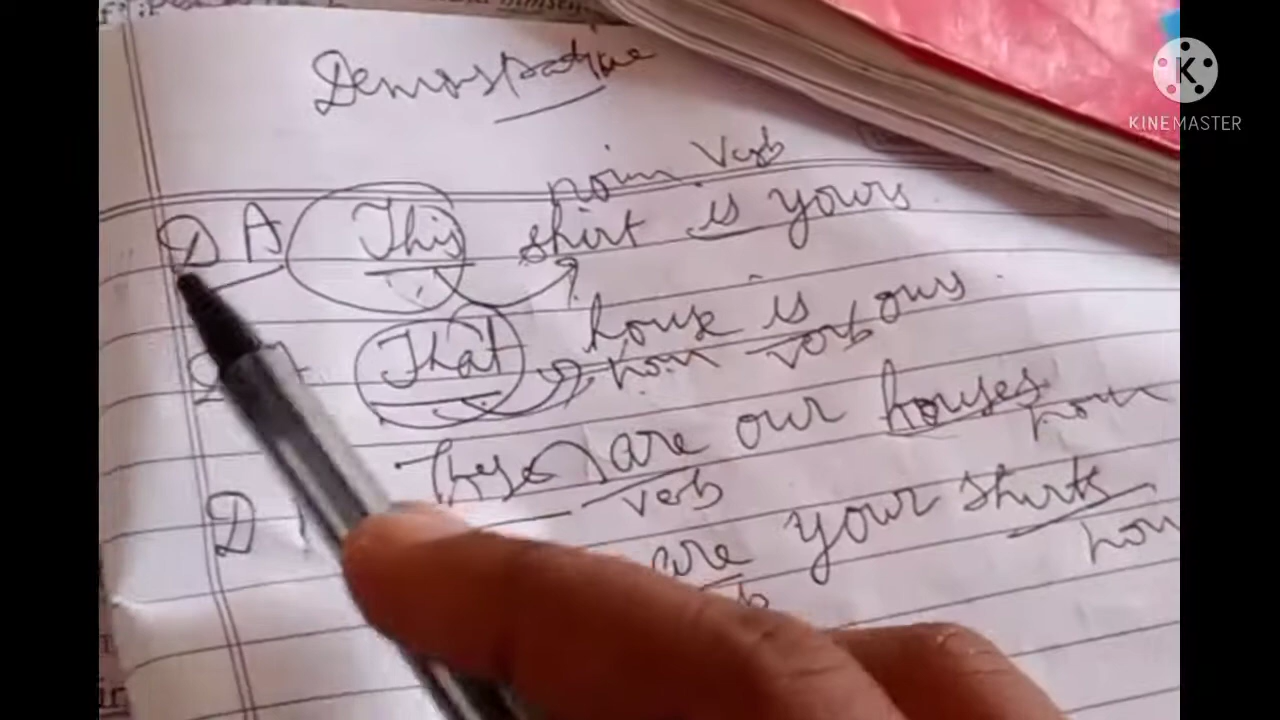 Demonstrative
noun Verb
D A This shirt is yours
That house is ours
noun verb
These are our houses
verb noun
D
are your shirts
KINEMASTER